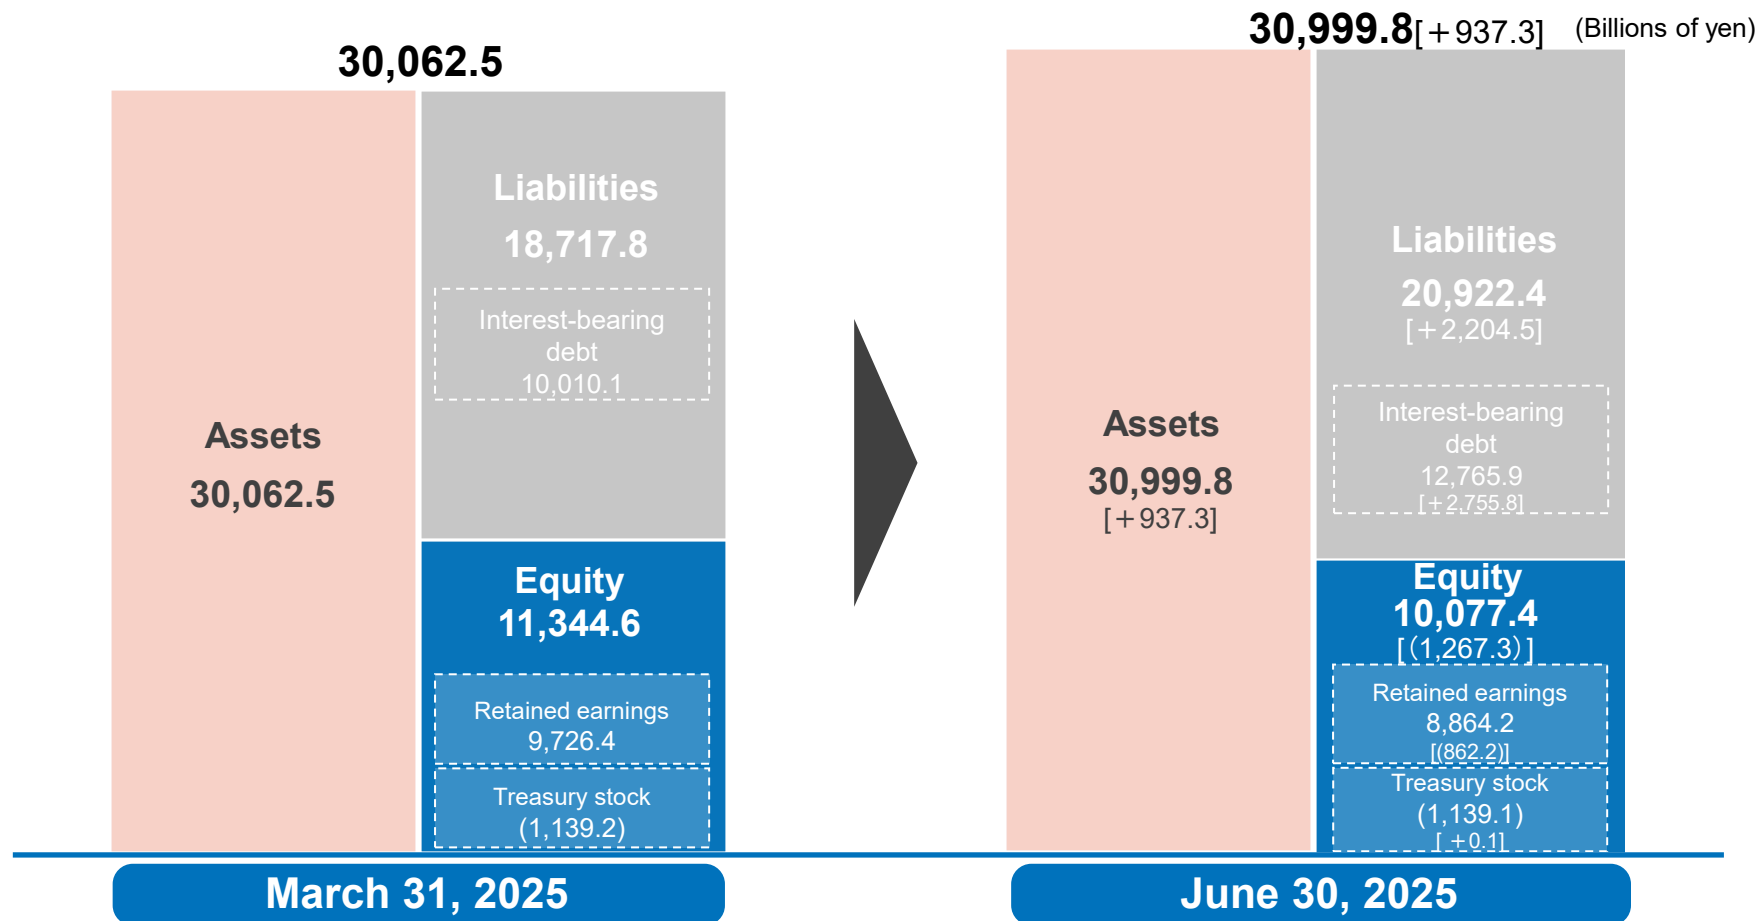 30,062.5
30,999.8[＋937.3]
(Billions of yen)
Assets
30,062.5
Liabilities
18,717.8
Interest-bearing
debt
10,010.1
Equity
11,344.6
Retained earnings
9,726.4
Treasury stock
(1,139.2)
March 31, 2025
Assets
30,999.8
[＋937.3]
Liabilities
20,922.4
[＋2,204.5]
Interest-bearing
debt
12,765.9
[＋2,755.8]
Equity
10,077.4
[（1,267.3）]
Retained earnings
8,864.2
[(862.2)]
Treasury stock
(1,139.1)
[ ＋0.1]
June 30, 2025